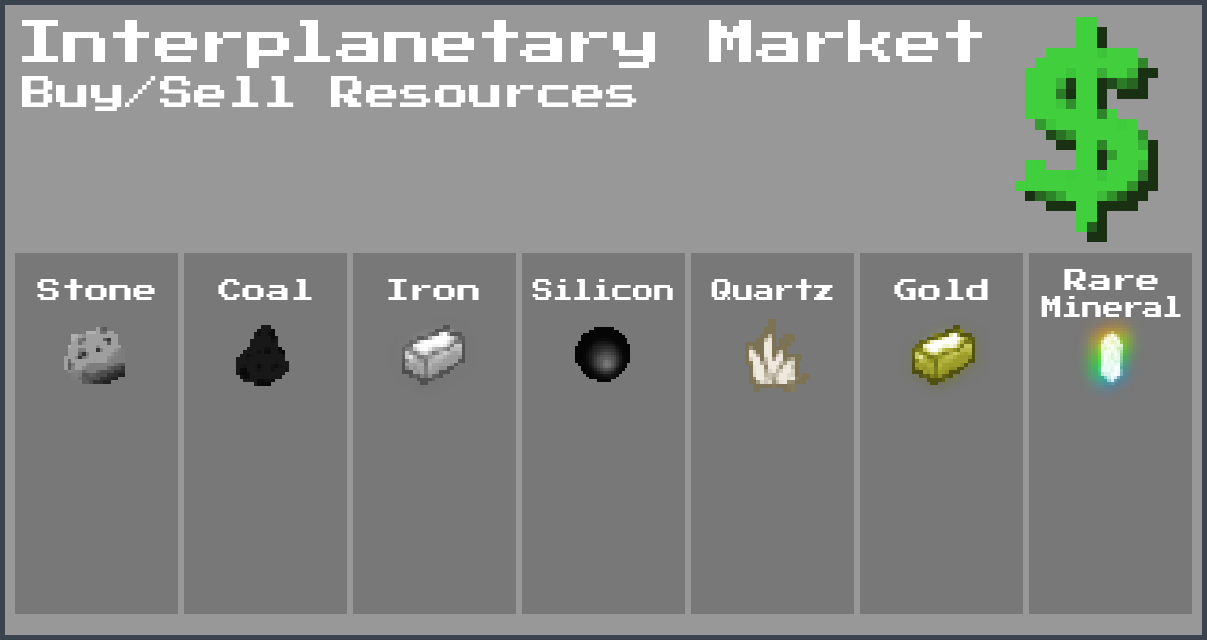 Interplanetary Market
Buy/Sell Resources
$
Stone
Coal
Iron
Silicon
Quartz
Gold
Rare
Mineral